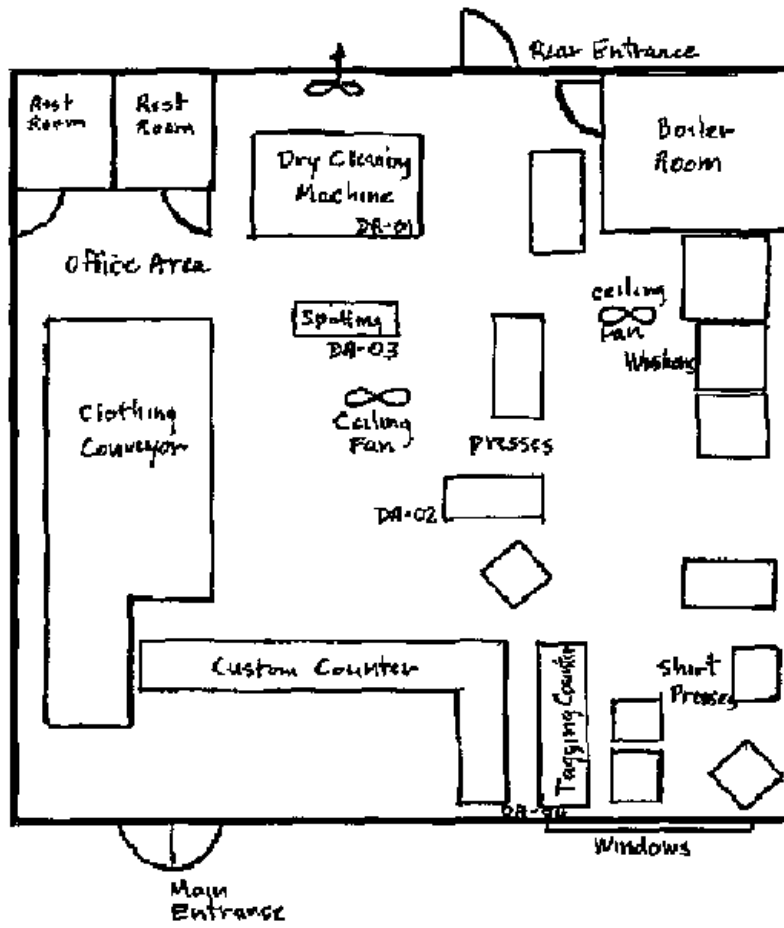 Rear Entrance
Rest
Room
Rest
Room
Boiler
Room
Dry Cleaning
Machine
DA-01
Office Area
Ceiling
Fan
Spotting
DA-03
Washers
Clothing
Conveyor
Ceiling
Fan
Presses
DA-02
Custom Counter
Tagging Counter
Shirt
Presses
Windows
Main
Entrance